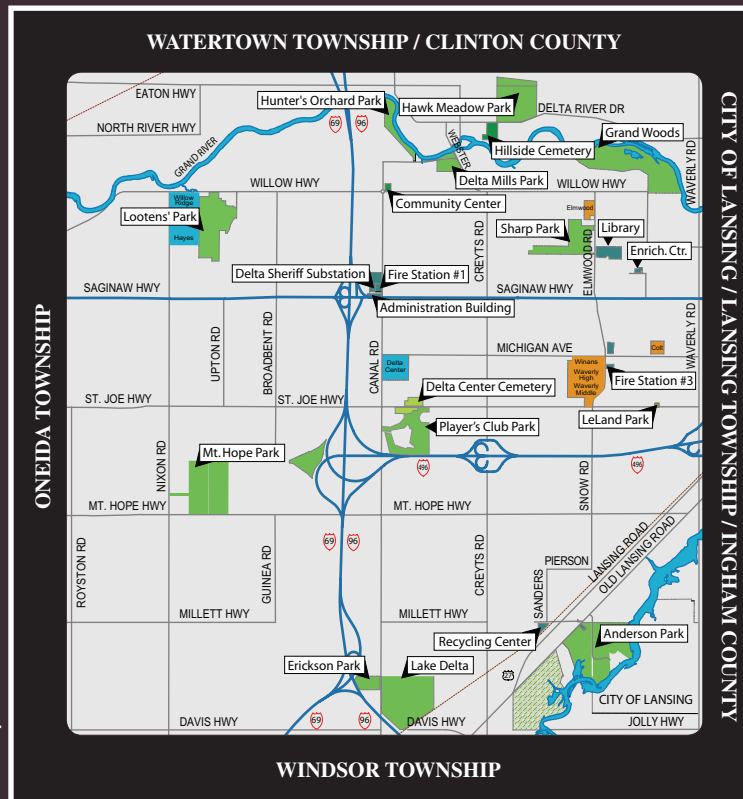 WATERTOWN TOWNSHIP / CLINTON COUNTY
EATON HWY
Hunter's Orchard Park
Hawk Meadow Park
DELTA RIVER DR
NORTH RIVER HWY
69
96
WEBSTER
Grand Woods
GRAND RIVER
Hillside Cemetery
WAVERLY RD
Delta Mills Park
WILLOW HWY
WILLOW HWY
Willow Ridge
Community Center
Elmwood
Lootens' Park
Hayes
Sharp Park
Library
CREYTS RD
ELMWOOD RD
Enrich. Ctr.
Delta Sheriff Substation
Fire Station #1
SAGINAW HWY
SAGINAW HWY
Administration Building
WAVERLY RD
UPTON RD
BROADBENT RD
CANAL RD
MICHIGAN AVE
Colt
Delta Center
Winans
Waverly High
Waverly Middle
Fire Station #3
Delta Center Cemetery
ST. JOE HWY
ST. JOE HWY
LeLand Park
Player's Club Park
Mt. Hope Park
NIXON RD
496
496
SNOW RD
MT. HOPE HWY
MT. HOPE HWY
69
96
ROYSTON RD
GUINEA RD
CREYTS RD
LANSING ROAD
OLD LANSING ROAD
PIERSON
SANDERS
MILLETT HWY
MILLETT HWY
Recycling Center
Anderson Park
Erickson Park
Lake Delta
27
CITY OF LANSING
DAVIS HWY
69
96
DAVIS HWY
JOLLY HWY
ONEIDA TOWNSHIP
CITY OF LANSING / LANSING TOWNSHIP / INGHAM COUNTY
WINDSOR TOWNSHIP